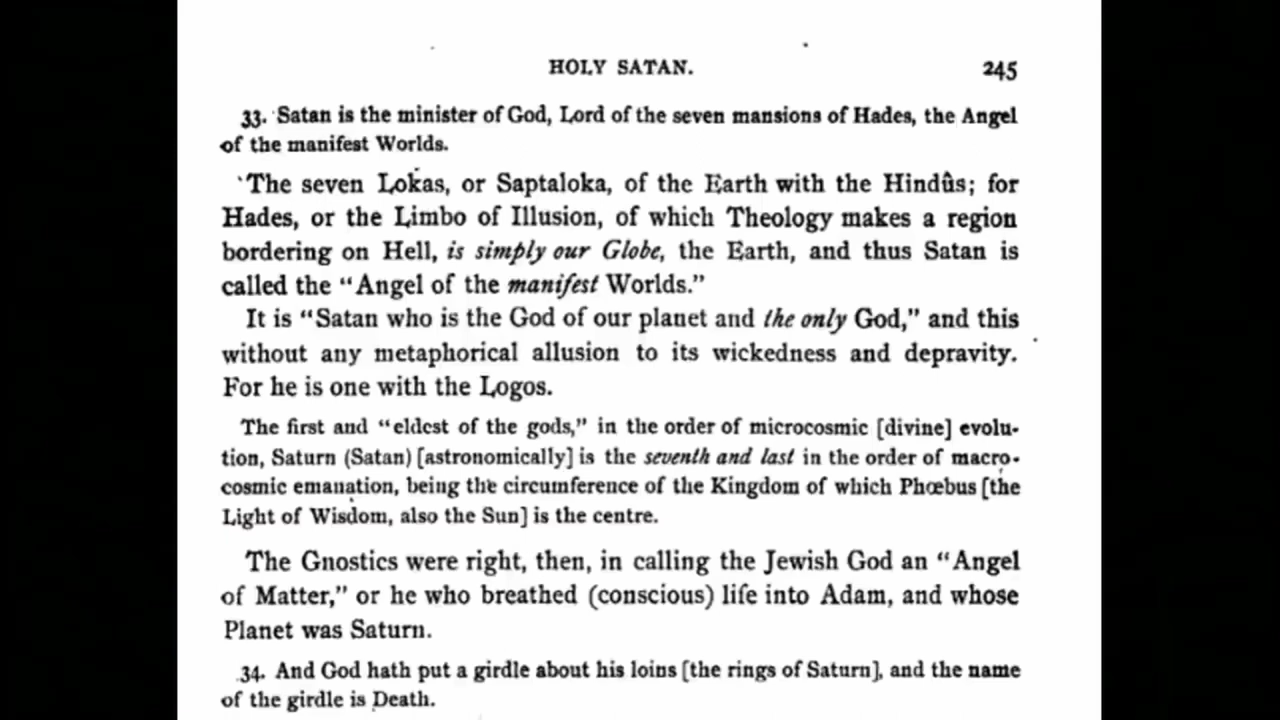 HOLY SATAN. 245
33. Satan is the minister of God, Lord of the seven mansions of Hades, the Angel
of the manifest Worlds.
The seven Lokas, or Saptaloka, of the Earth with the Hindûs; for
Hades, or the Limbo of Illusion, of which Theology makes a region
bordering on Hell, is simply our Globe, the Earth, and thus Satan is
called the “Angel of the manifest Worlds.”
It is “Satan who is the God of our planet and the only God,” and this
without any metaphorical allusion to its wickedness and depravity.
For he is one with the Logos.
The first and “eldest of the gods,” in the order of microcosmic [divine] evolu-
tion, Saturn (Satan) [astronomically] is the seventh and last in the order of macro-
cosmic emanation, being the circumference of the Kingdom of which Phœbus [the
Light of Wisdom, also the Sun] is the centre.
The Gnostics were right, then, in calling the Jewish God an “Angel
of Matter,” or he who breathed (conscious) life into Adam, and whose
Planet was Saturn.
34. And God hath put a girdle about his loins [the rings of Saturn], and the name
of the girdle is Death.